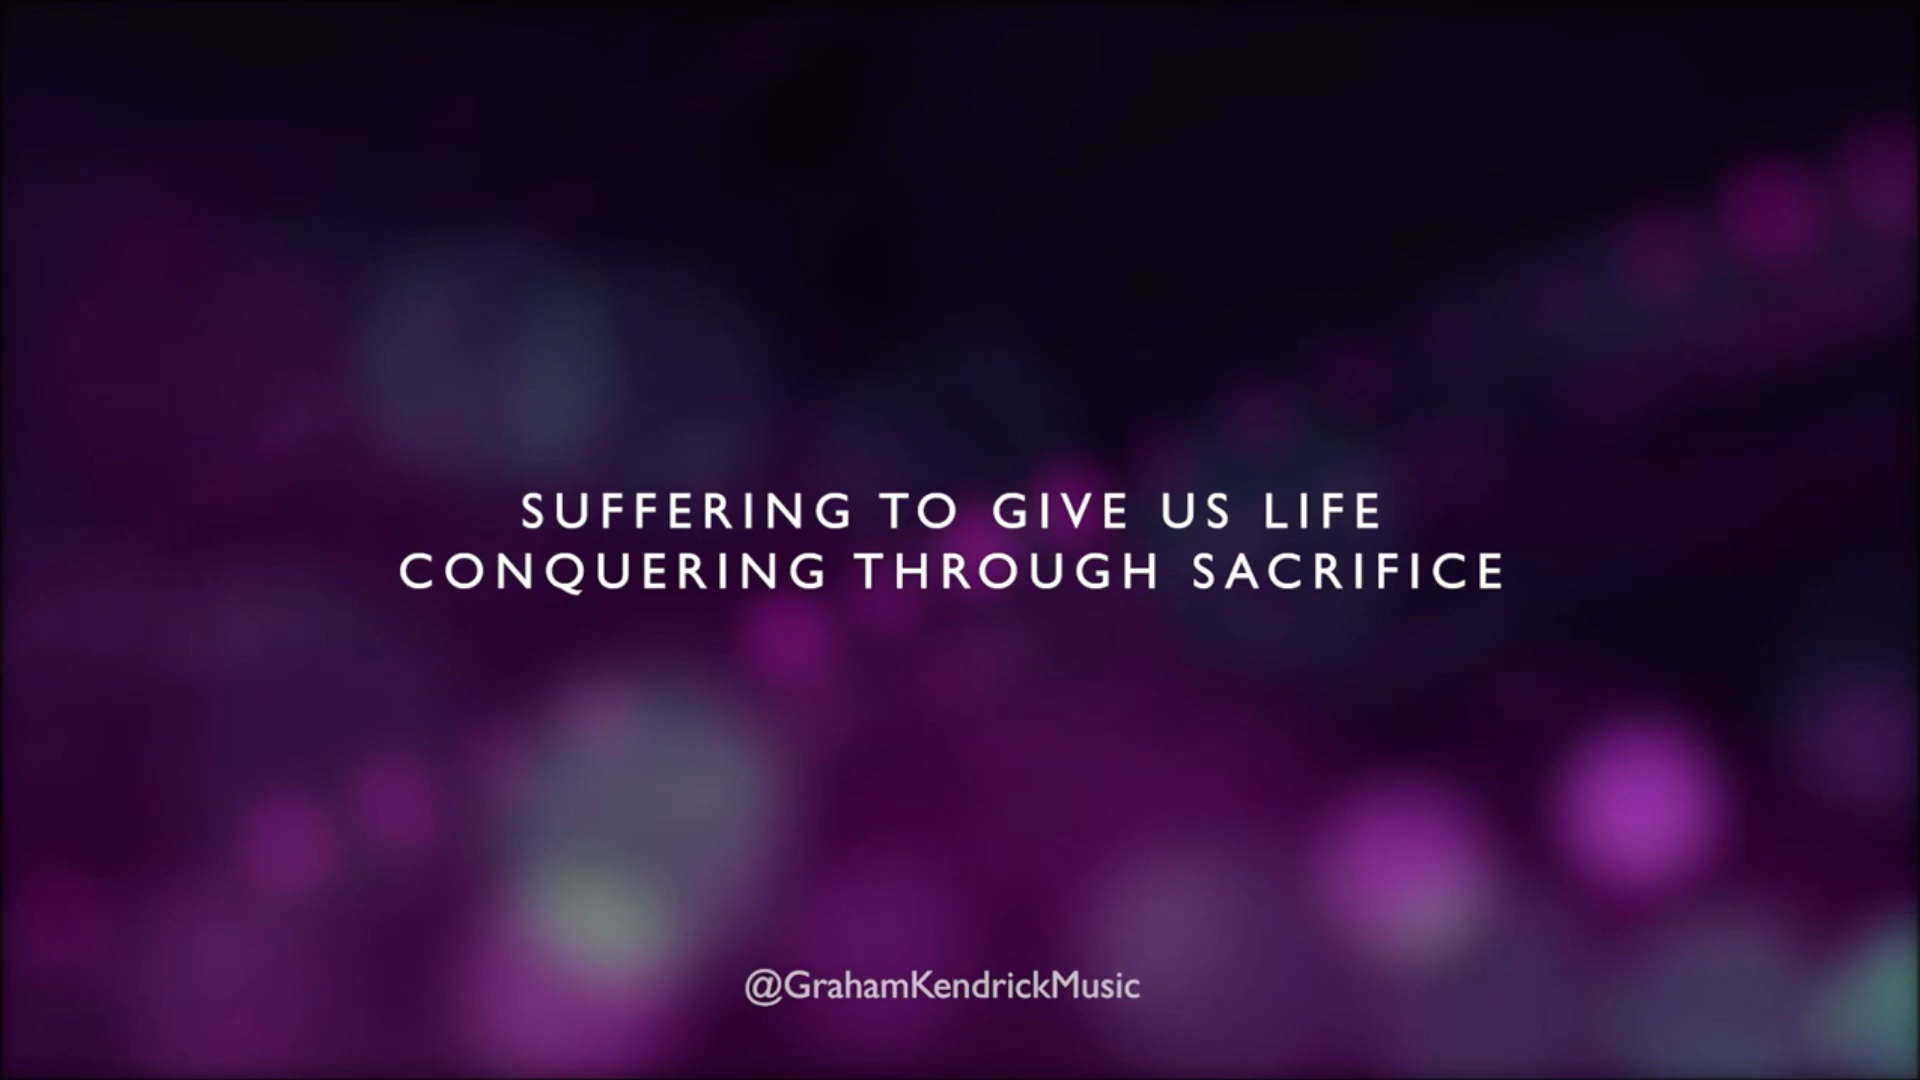 SUFFERING TO GIVE US LIFE
CONQUERING THROUGH SACRIFICE
@GrahamKendrickMusic